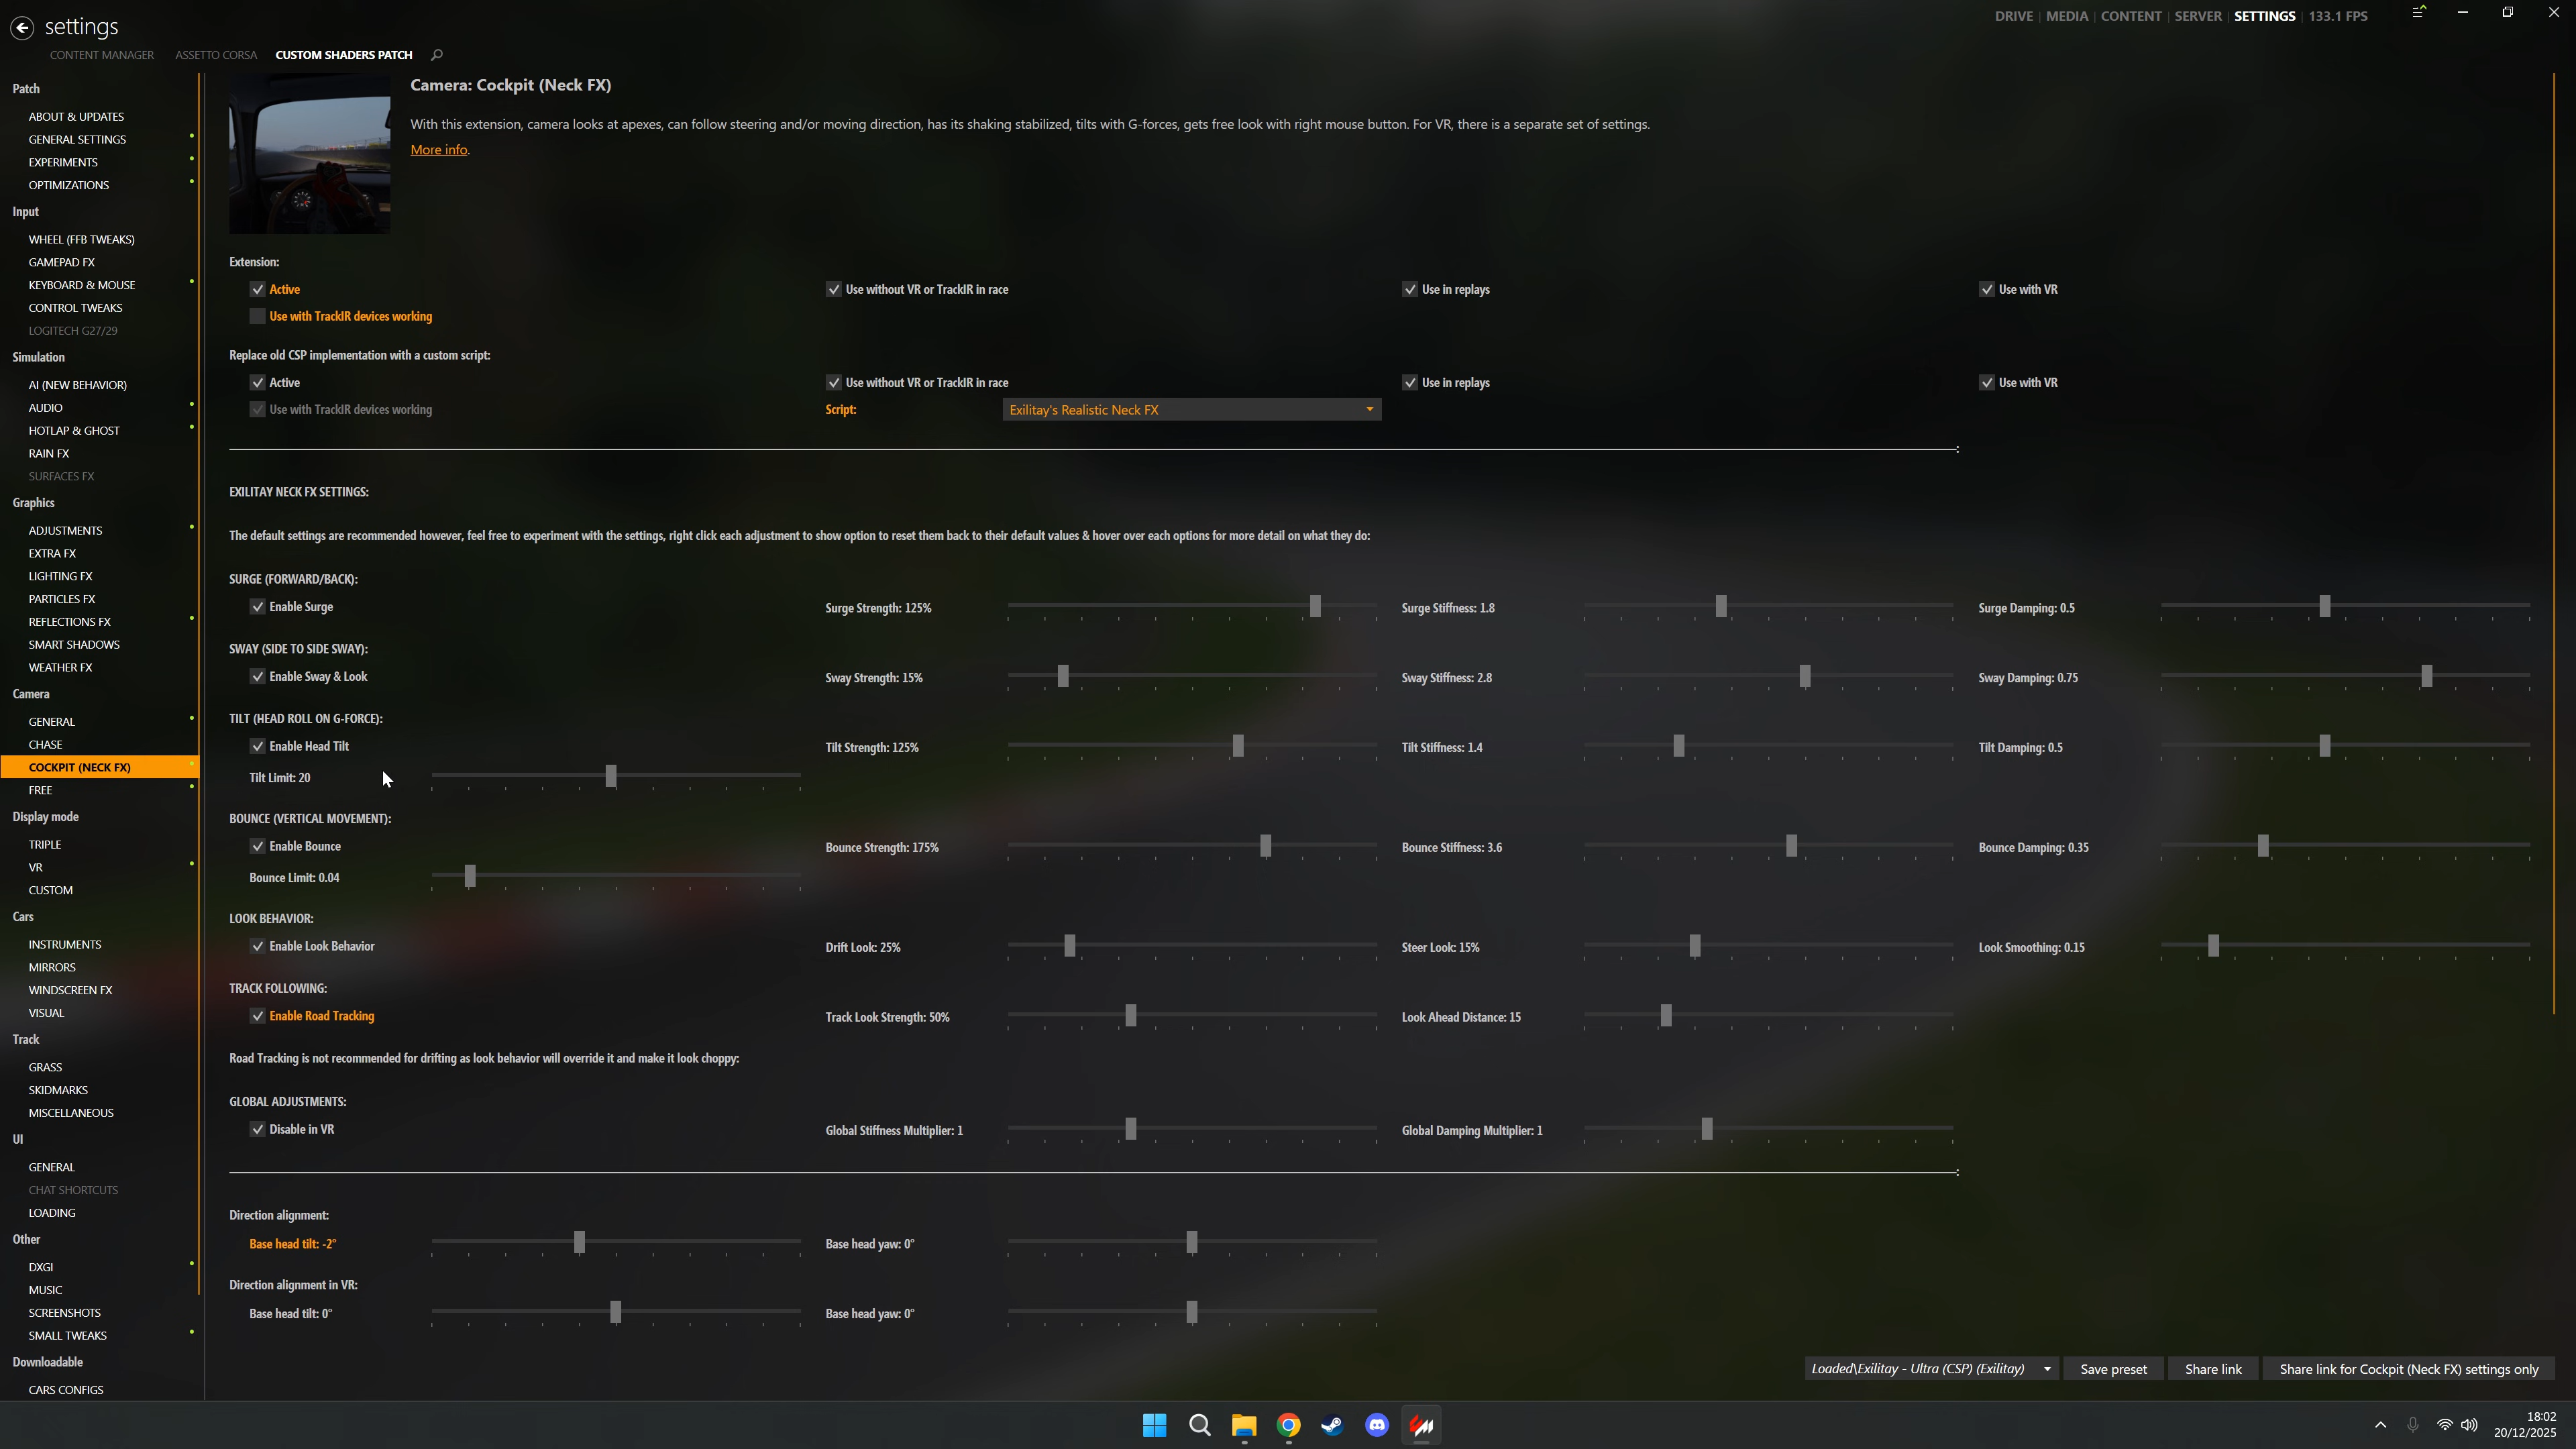 settings
DRIVE | MEDIA | CONTENT | SERVER | SETTINGS | 133.1 FPS
CONTENT MANAGER ASSETTO CORSA CUSTOM SHADERS PATCH
Patch
ABOUT & UPDATES
GENERAL SETTINGS
EXPERIMENTS
OPTIMIZATIONS
Input
WHEEL (FFB TWEAKS)
GAMEPAD FX
KEYBOARD & MOUSE
CONTROL TWEAKS
LOGITECH G27/29
Simulation
AI (NEW BEHAVIOR)
AUDIO
HOTLAP & GHOST
RAIN FX
SURFACES FX
Graphics
ADJUSTMENTS
EXTRA FX
LIGHTING FX
PARTICLES FX
REFLECTIONS FX
SMART SHADOWS
WEATHER FX
Camera
GENERAL
CHASE
COCKPIT (NECK FX)
FREE
Display mode
TRIPLE
VR
CUSTOM
Cars
INSTRUMENTS
MIRRORS
WINDSCREEN FX
VISUAL
Track
GRASS
SKIDMARKS
MISCELLANEOUS
UI
GENERAL
CHAT SHORTCUTS
LOADING
Other
DXGI
MUSIC
SCREENSHOTS
SMALL TWEAKS
Downloadable
CARS CONFIGS
Camera: Cockpit (Neck FX)
With this extension, camera looks at apexes, can follow steering and/or moving direction, has its shaking stabilized, tilts with G-forces, gets free look with right mouse button. For VR, there is a separate set of settings.
More info.
Extension:
Active Use without VR or TrackIR in race Use in replays Use with VR
Use with TrackIR devices working
Replace old CSP implementation with a custom script:
Active Use without VR or TrackIR in race Use in replays Use with VR
Use with TrackIR devices working Script: Exilitay's Realistic Neck FX
EXILITAY NECK FX SETTINGS:
The default settings are recommended however, feel free to experiment with the settings, right click each adjustment to show option to reset them back to their default values & hover over each options for more detail on what they do:
SURGE (FORWARD/BACK):
Enable Surge Surge Strength: 125% Surge Stiffness: 1.8 Surge Damping: 0.5
SWAY (SIDE TO SIDE SWAY):
Enable Sway & Look Sway Strength: 15% Sway Stiffness: 2.8 Sway Damping: 0.75
TILT (HEAD ROLL ON G-FORCE):
Enable Head Tilt Tilt Strength: 125% Tilt Stiffness: 1.4 Tilt Damping: 0.5
Tilt Limit: 20
BOUNCE (VERTICAL MOVEMENT):
Enable Bounce Bounce Strength: 175% Bounce Stiffness: 3.6 Bounce Damping: 0.35
Bounce Limit: 0.04
LOOK BEHAVIOR:
Enable Look Behavior Drift Look: 25% Steer Look: 15% Look Smoothing: 0.15
TRACK FOLLOWING:
Enable Road Tracking Track Look Strength: 50% Look Ahead Distance: 15
Road Tracking is not recommended for drifting as look behavior will override it and make it look choppy:
GLOBAL ADJUSTMENTS:
Disable in VR Global Stiffness Multiplier: 1 Global Damping Multiplier: 1
Direction alignment:
Base head tilt: -2° Base head yaw: 0°
Direction alignment in VR:
Base head tilt: 0° Base head yaw: 0°
Loaded\Exilitay - Ultra (CSP) (Exilitay) Save preset Share link Share link for Cockpit (Neck FX) settings only
18:02
20/12/2025